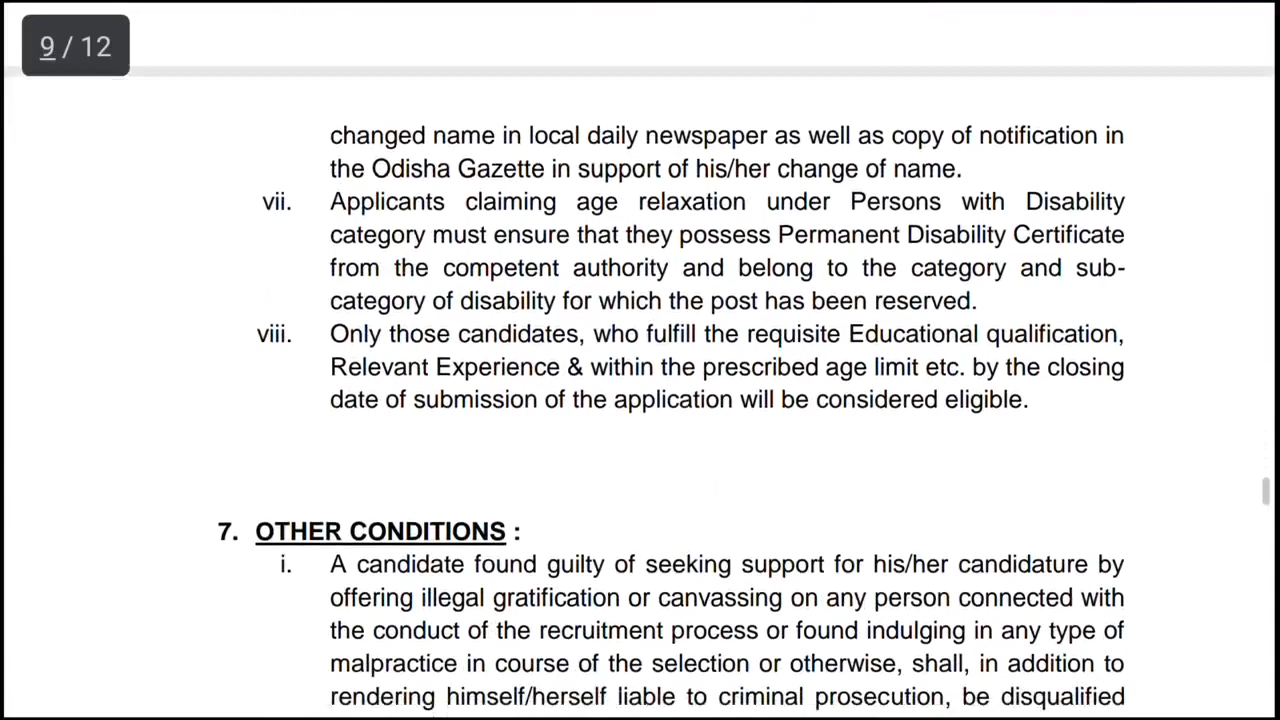 9 / 12
changed name in local daily newspaper as well as copy of notification in
the Odisha Gazette in support of his/her change of name.
vii. Applicants claiming age relaxation under Persons with Disability
category must ensure that they possess Permanent Disability Certificate
from the competent authority and belong to the category and sub-
category of disability for which the post has been reserved.
viii. Only those candidates, who fulfill the requisite Educational qualification,
Relevant Experience & within the prescribed age limit etc. by the closing
date of submission of the application will be considered eligible.
7. OTHER CONDITIONS :
i. A candidate found guilty of seeking support for his/her candidature by
offering illegal gratification or canvassing on any person connected with
the conduct of the recruitment process or found indulging in any type of
malpractice in course of the selection or otherwise, shall, in addition to
rendering himself/herself liable to criminal prosecution, be disqualified